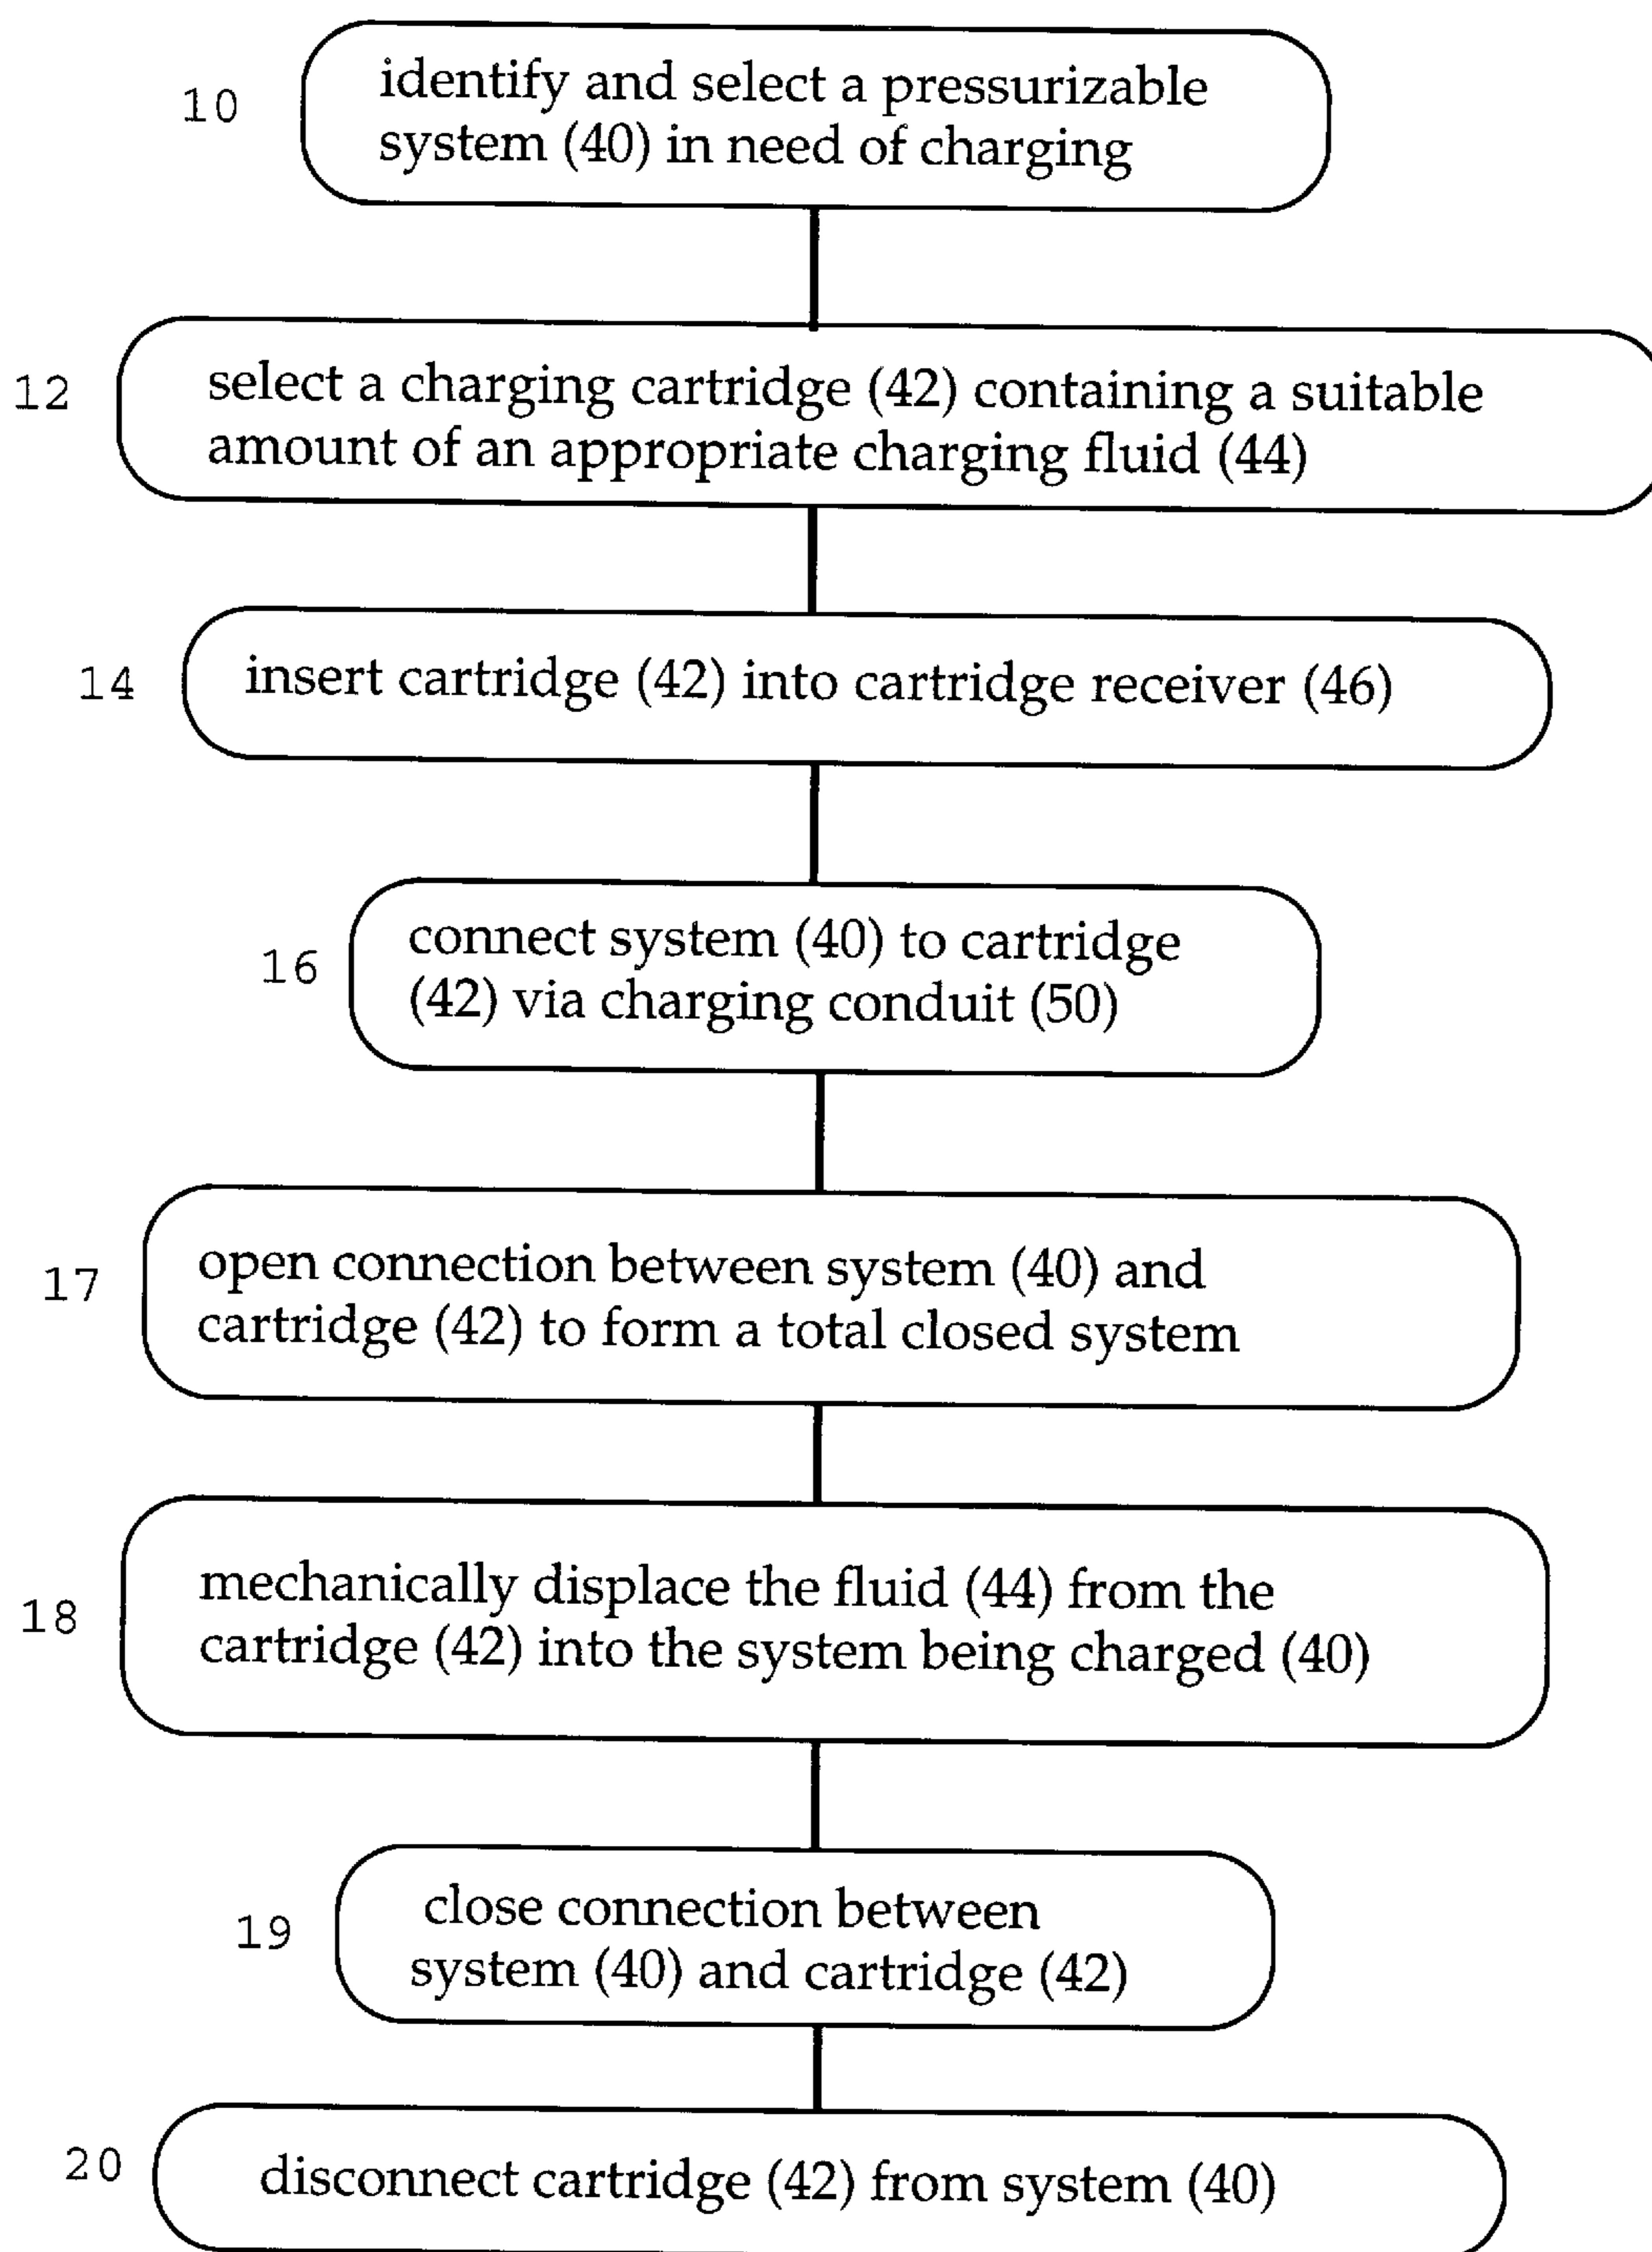 10
identify and select a pressurizable
system (40) in need of charging
12
select a charging cartridge (42) containing a suitable
amount of an appropriate charging fluid (44)
14
insert cartridge (42) into cartridge receiver (46)
16
connect system (40) to cartridge
(42) via charging conduit (50)
17
open connection between system (40) and
cartridge (42) to form a total closed system
18
mechanically displace the fluid (44) from the
cartridge (42) into the system being charged (40)
19
close connection between
system (40) and cartridge (42)
20
disconnect cartridge (42) from system (40)